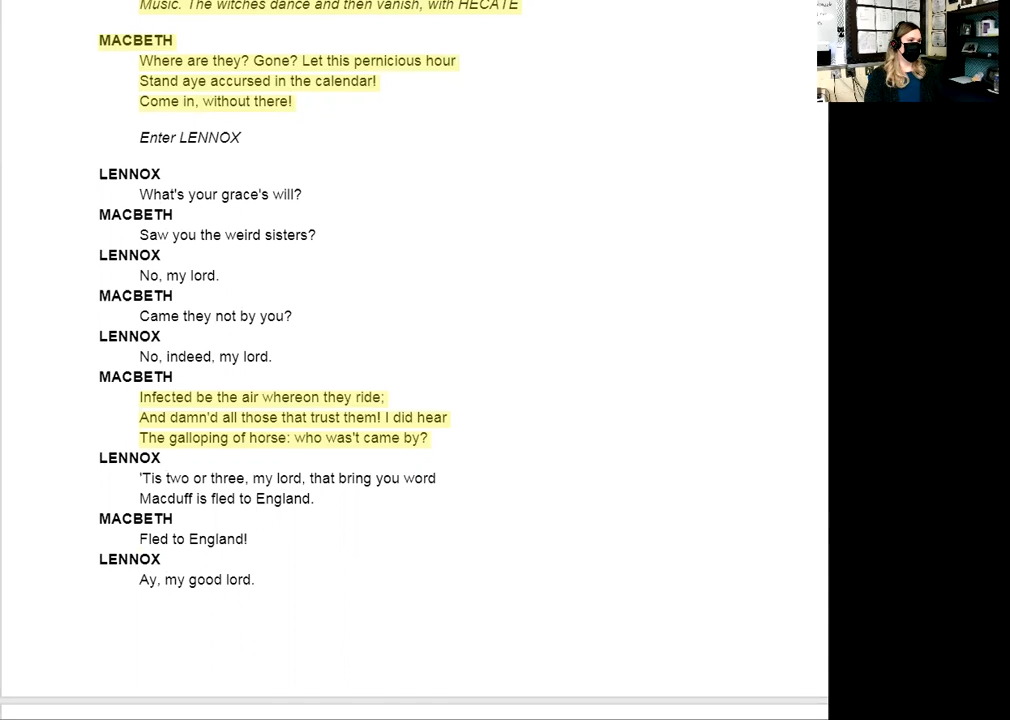 Music. The witches dance and then vanish, with HECATE
MACBETH
Where are they? Gone? Let this pernicious hour
Stand aye accursed in the calendar!
Come in, without there!
Enter LENNOX
LENNOX
What's your grace's will?
MACBETH
Saw you the weird sisters?
LENNOX
No, my lord.
MACBETH
Came they not by you?
LENNOX
No, indeed, my lord.
MACBETH
Infected be the air whereon they ride;
And damn'd all those that trust them! I did hear
The galloping of horse: who was't came by?
LENNOX
'Tis two or three, my lord, that bring you word
Macduff is fled to England.
MACBETH
Fled to England!
LENNOX
Ay, my good lord.